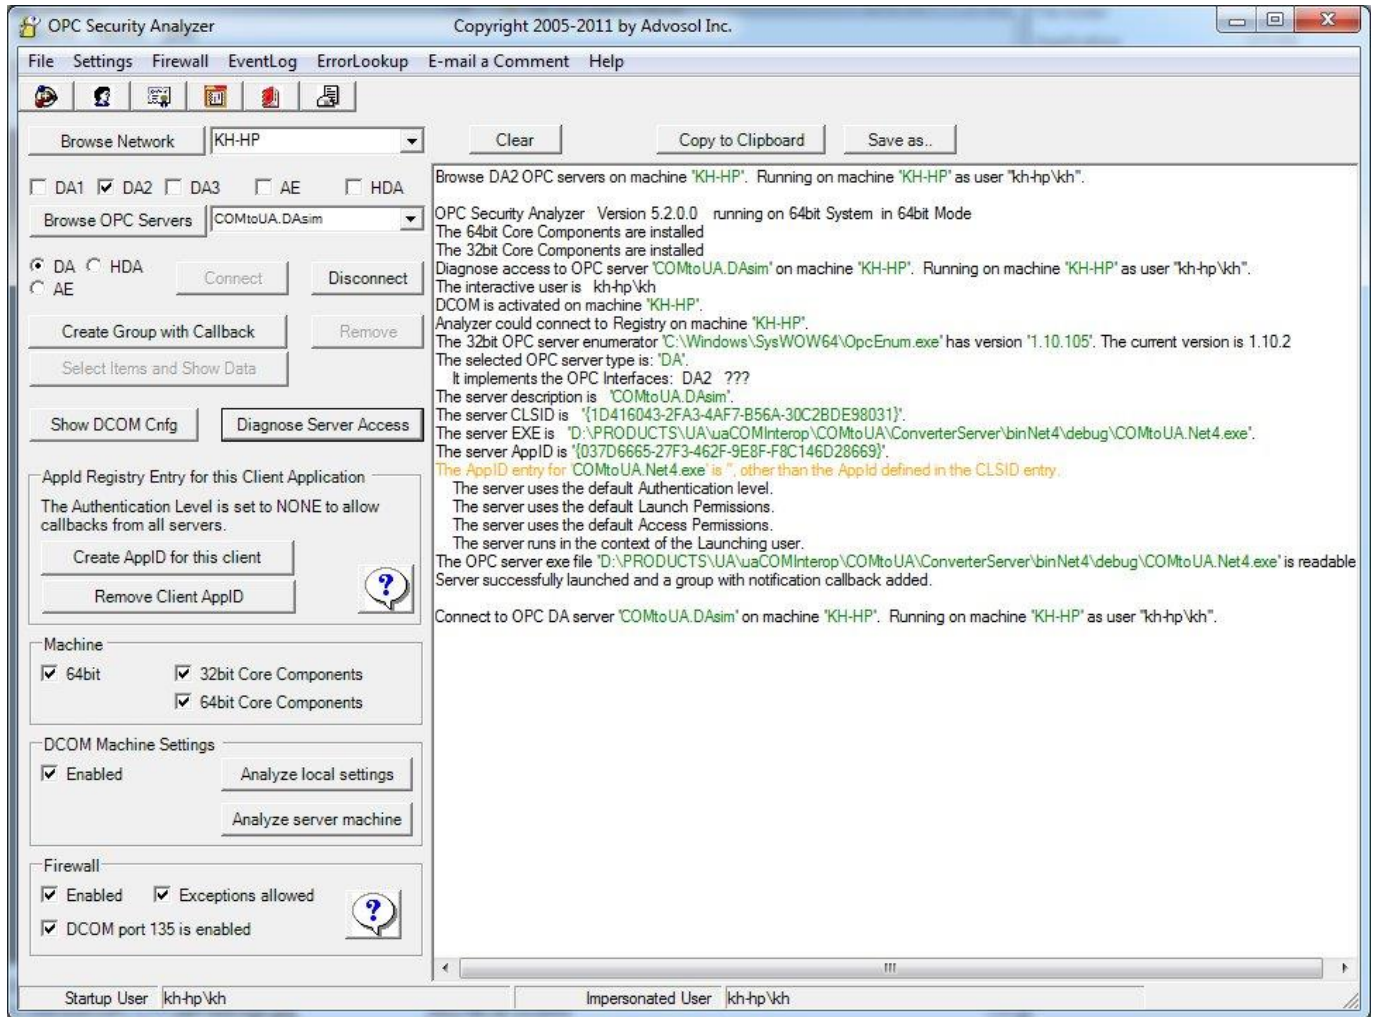 OPC Security Analyzer Copyright 2005-2011 by Advosol Inc.
File Settings Firewall EventLog ErrorLookup E-mail a Comment Help
Browse Network KH-HP Clear Copy to Clipboard Save as..
DA1 DA2 DA3 AE HDA
Browse OPC Servers COMtoUA.DAsim
DA HDA
AE
Connect Disconnect
Create Group with Callback Remove
Select Items and Show Data
Show DCOM Cnfg Diagnose Server Access
AppId Registry Entry for this Client Application
The Authentication Level is set to NONE to allow
callbacks from all servers.
Create AppID for this client
Remove Client AppID
?
Machine
64bit 32bit Core Components
64bit Core Components
DCOM Machine Settings
Enabled Analyze local settings
Analyze server machine
Firewall
Enabled Exceptions allowed
?
DCOM port 135 is enabled
Browse DA2 OPC servers on machine 'KH-HP'. Running on machine 'KH-HP' as user "kh-hp\kh".
OPC Security Analyzer Version 5.2.0.0 running on 64bit System in 64bit Mode
The 64bit Core Components are installed
The 32bit Core Components are installed
Diagnose access to OPC server 'COMtoUA.DAsim' on machine 'KH-HP'. Running on machine 'KH-HP' as user "kh-hp\kh".
The interactive user is kh-hp\kh
DCOM is activated on machine 'KH-HP'.
Analyzer could connect to Registry on machine 'KH-HP'.
The 32bit OPC server enumerator 'C:\Windows\SysWOW64\OpcEnum.exe' has version '1.10.105'. The current version is 1.10.2
The selected OPC server type is: 'DA'.
It implements the OPC Interfaces: DA2 ???
The server description is 'COMtoUA.DAsim'.
The server CLSID is '{1D416043-2FA3-4AF7-B56A-30C2BDE98031}'.
The server EXE is 'D:\PRODUCTS\UA\uaCOMInterop\COMtoUA\ConverterServer\binNet4\debug\COMtoUA.Net4.exe'.
The server AppID is '{037D6665-27F3-462F-9E8F-F8C146D28669}'.
The AppID entry for 'COMtoUA.Net4.exe' is '', other than the AppId defined in the CLSID entry.
The server uses the default Authentication level.
The server uses the default Launch Permissions.
The server uses the default Access Permissions.
The server runs in the context of the Launching user.
The OPC server exe file 'D:\PRODUCTS\UA\uaCOMInterop\COMtoUA\ConverterServer\binNet4\debug\COMtoUA.Net4.exe' is readable
Server successfully launched and a group with notification callback added.
Connect to OPC DA server 'COMtoUA.DAsim' on machine 'KH-HP'. Running on machine 'KH-HP' as user "kh-hp\kh".
Startup User kh-hp\kh Impersonated User kh-hp\kh